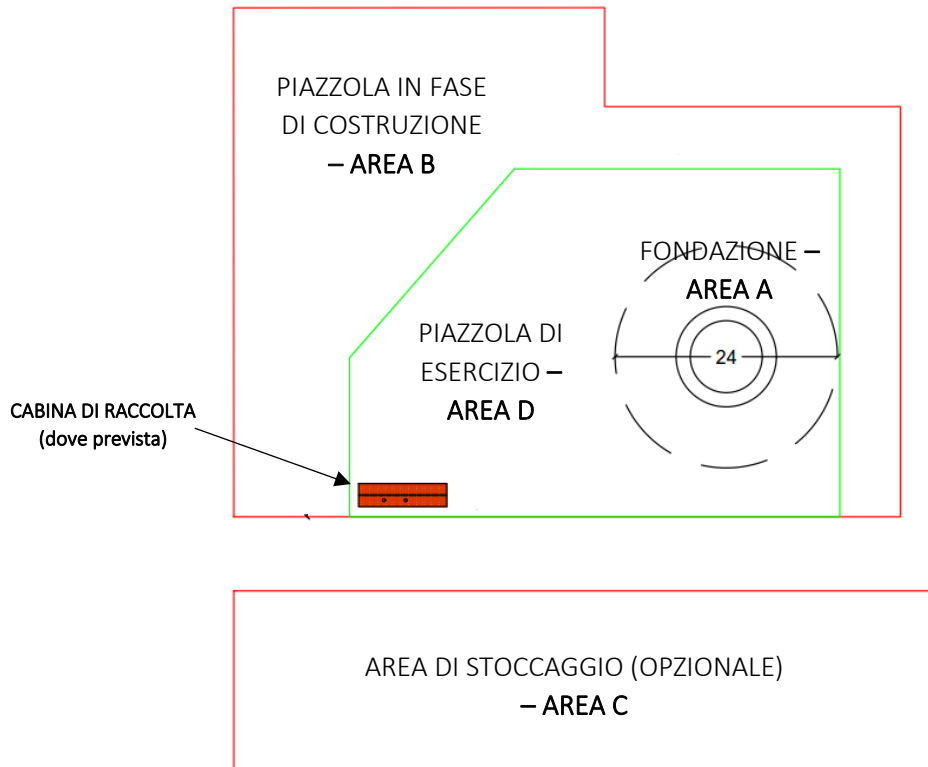 PIAZZOLA IN FASE
DI COSTRUZIONE
– AREA B
FONDAZIONE –
AREA A
24
PIAZZOLA DI
ESERCIZIO –
AREA D
CABINA DI RACCOLTA
(dove prevista)
AREA DI STOCCAGGIO (OPZIONALE)
– AREA C